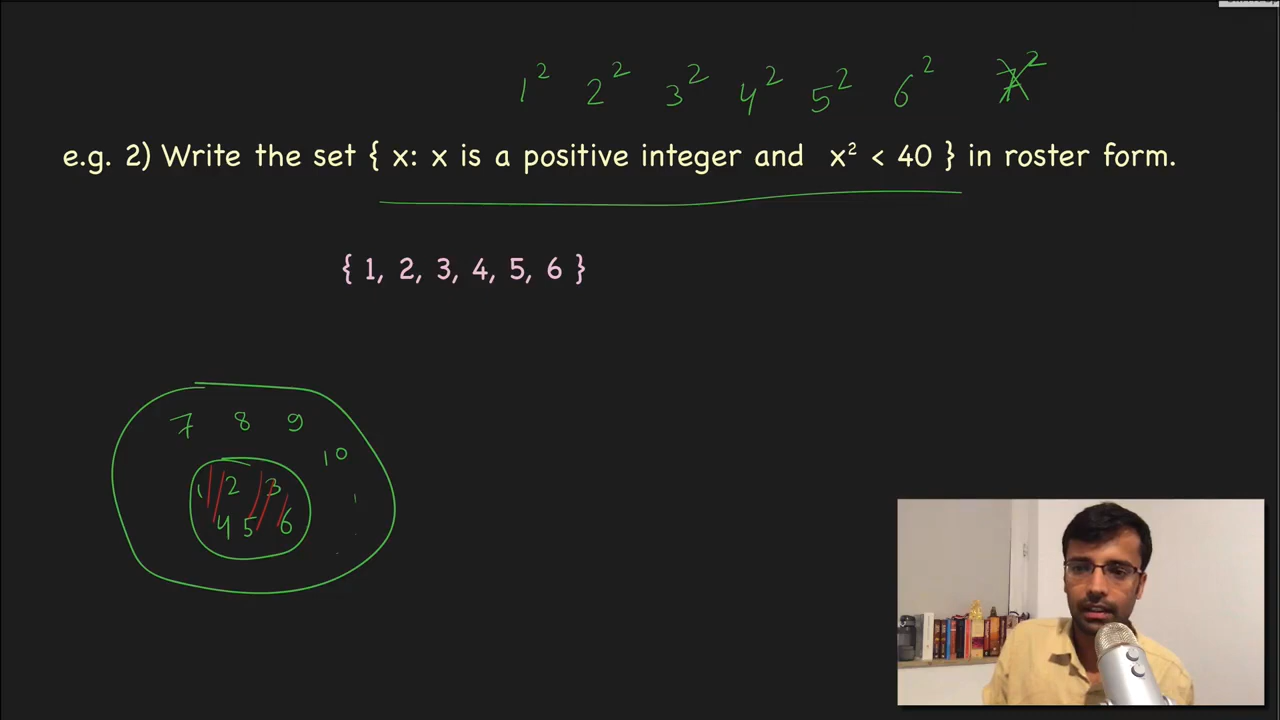 1² 2² 3² 4² 5² 6² 7²
e.g. 2) Write the set { x: x is a positive integer and x² < 40 } in roster form.
{ 1, 2, 3, 4, 5, 6 }
7 8 9
10
1 2 3
4 5 6